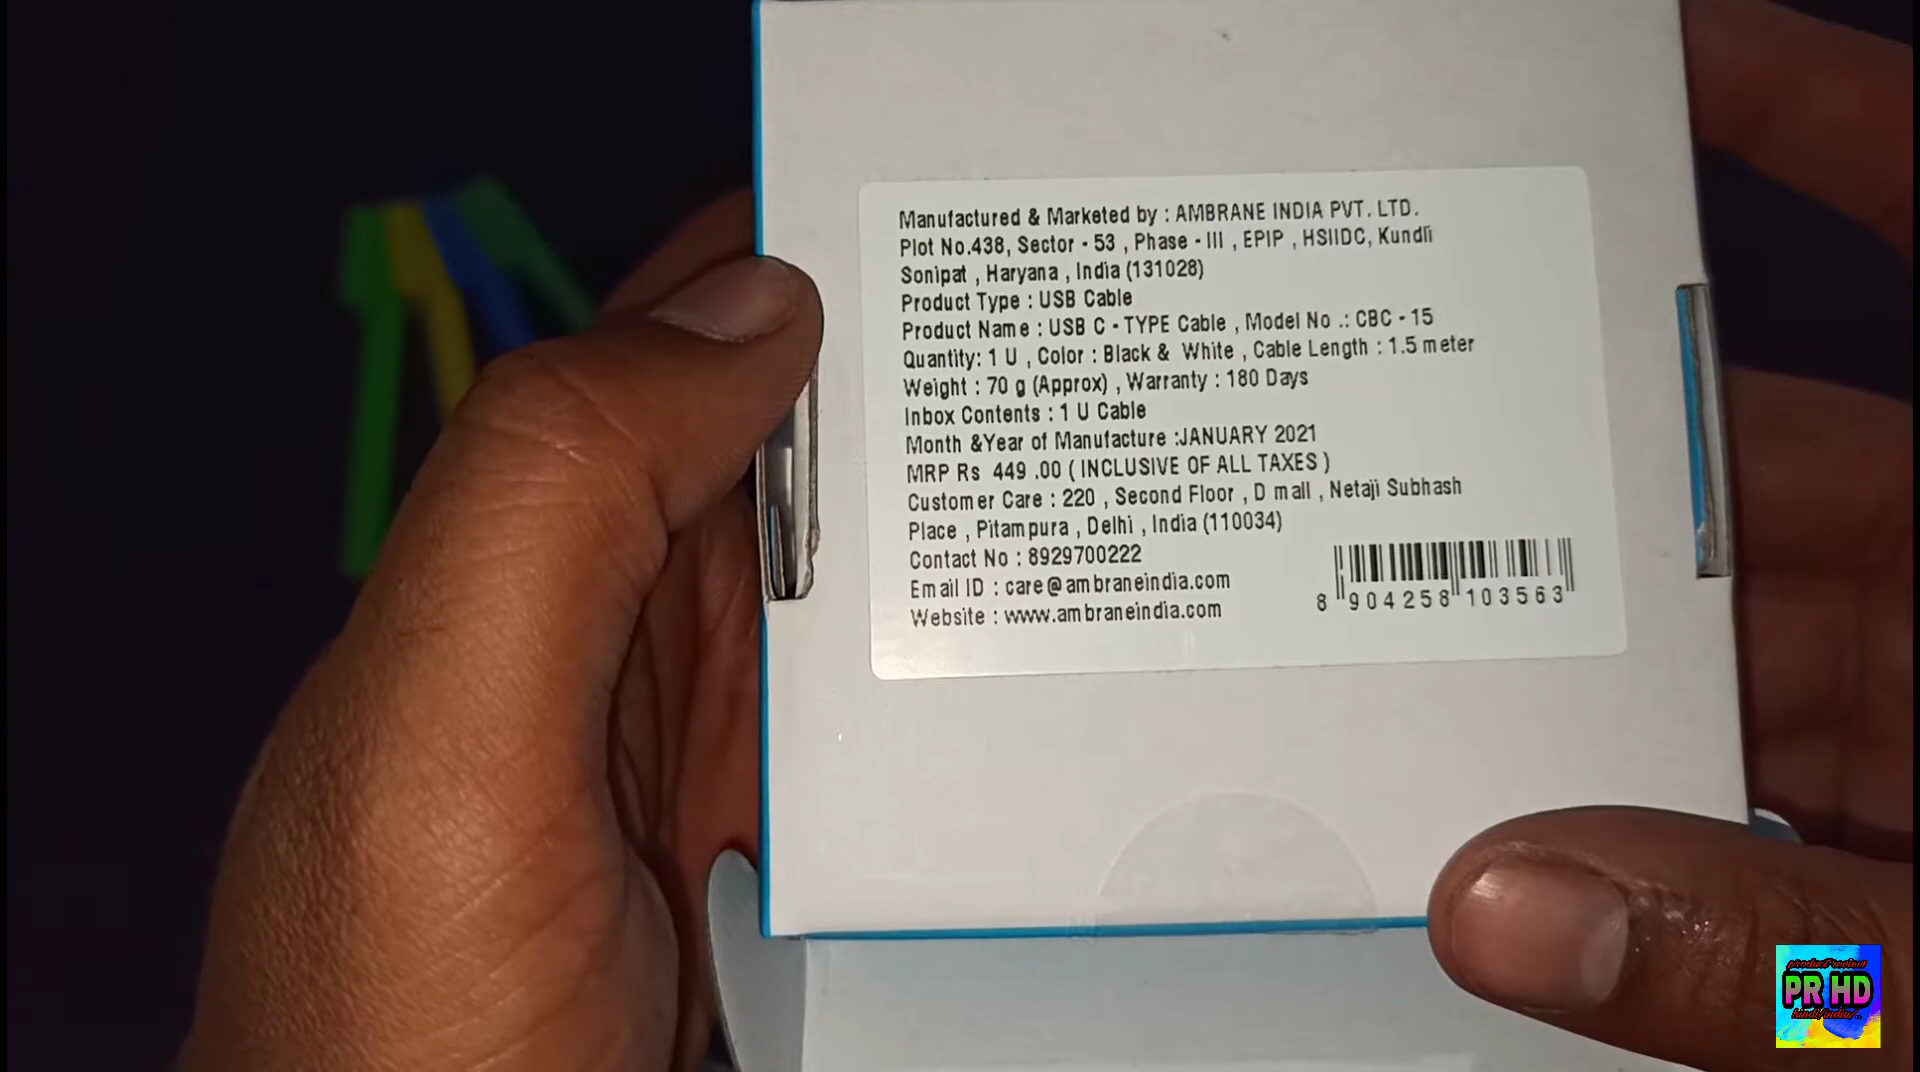 Manufactured & Marketed by : AMBRANE INDIA PVT. LTD.
Plot No.438, Sector - 53 , Phase - III , EPIP , HSIIDC, Kundli
Sonipat , Haryana , India (131028)
Product Type : USB Cable
Product Name : USB C - TYPE Cable , Model No .: CBC - 15
Quantity: 1 U , Color : Black & White , Cable Length : 1.5 meter
Weight : 70 g (Approx) , Warranty : 180 Days
Inbox Contents : 1 U Cable
Month &Year of Manufacture :JANUARY 2021
MRP Rs 449 .00 ( INCLUSIVE OF ALL TAXES )
Customer Care : 220 , Second Floor , D mall , Netaji Subhash
Place , Pitampura , Delhi , India (110034)
Contact No : 8929700222
Email ID : care@ambraneindia.com
Website : www.ambraneindia.com
8 904258 103563
PR HD